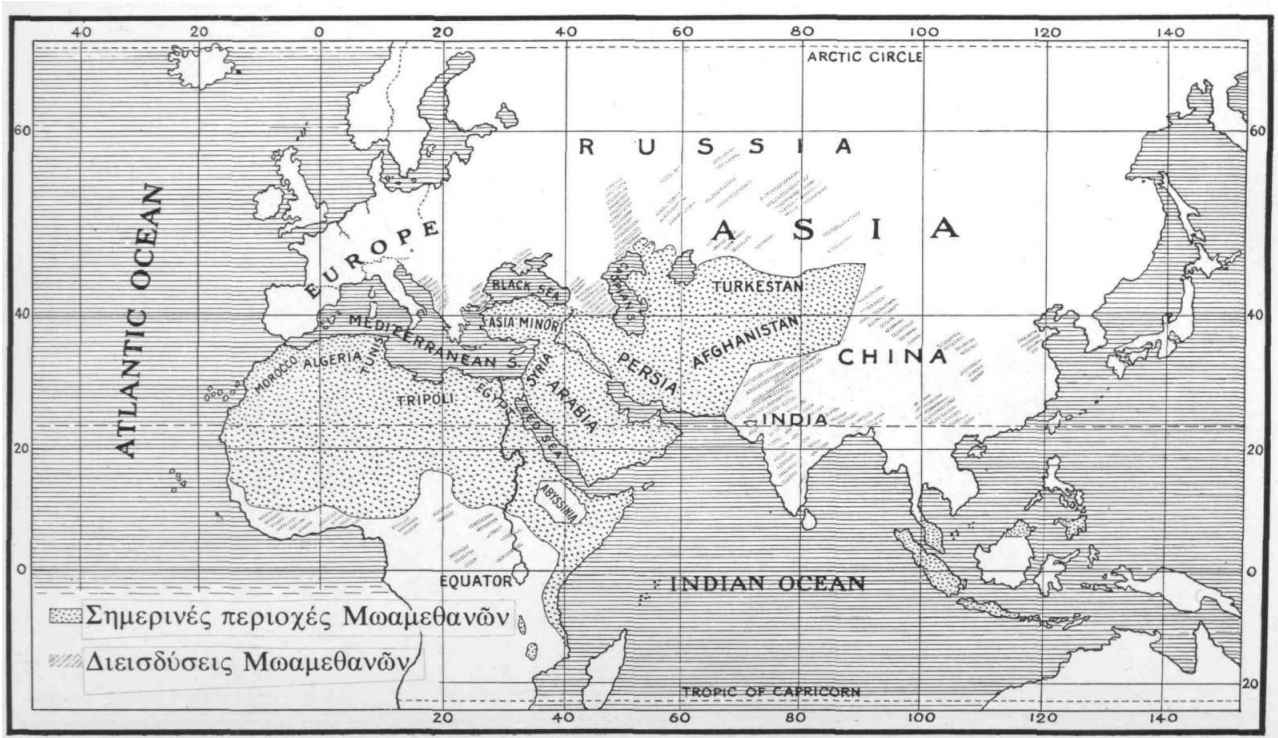 40 20 0 20 40 60 80 100 120 140
ARCTIC CIRCLE
60 60
RUSSIA
ATLANTIC OCEAN
EUROPE
ASIA
BLACK SEA
CASPIAN S.
TURKESTAN
40 40
MEDITERRANEAN S.
ASIA MINOR
AFGHANISTAN
CHINA
MOROCCO
ALGERIA
TUNIS
SYRIA
PERSIA
TRIPOLI
EGYPT
ARABIA
RED SEA
INDIA
20 20
ABYSSINIA
0 0
EQUATOR
INDIAN OCEAN
Σημερινές περιοχές Μωαμεθανῶν
Διεισδύσεις Μωαμεθανῶν
TROPIC OF CAPRICORN
20
20 40 60 80 100 120 140